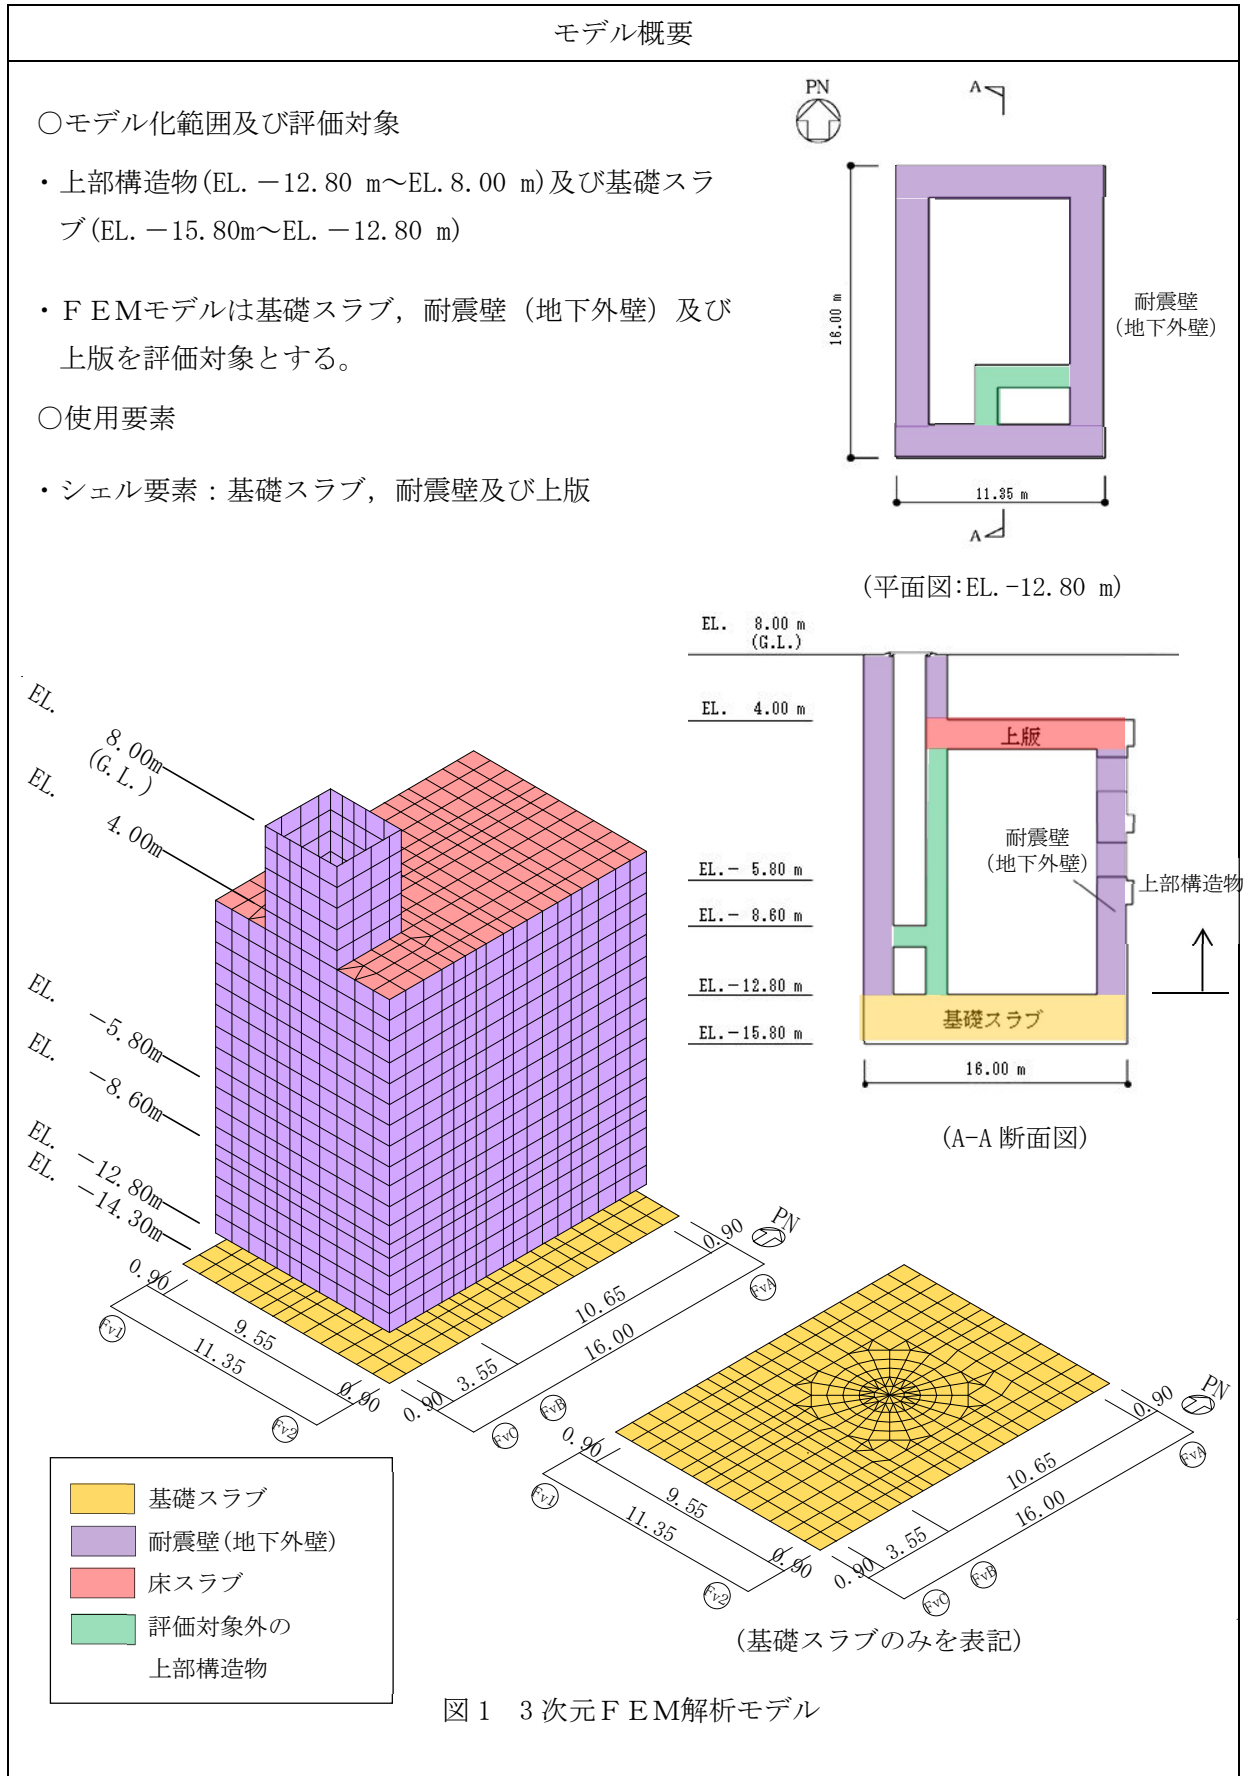 モデル概要
○モデル化範囲及び評価対象
・上部構造物(EL.－12.80 m～EL.8.00 m)及び基礎スラ
ブ(EL.－15.80m～EL.－12.80 m)
・ＦＥＭモデルは基礎スラブ，耐震壁（地下外壁）及び
上版を評価対象とする。
○使用要素
・シェル要素：基礎スラブ，耐震壁及び上版
PN
A
16.00 m
耐震壁
(地下外壁)
11.35 m
A
(平面図:EL.-12.80 m)
EL. 8.00 m
(G.L.)
EL. 4.00 m
上版
耐震壁
(地下外壁)
EL.－ 5.80 m
上部構造物
EL.－ 8.60 m
EL.－12.80 m
基礎スラブ
EL.－15.80 m
16.00 m
(A-A 断面図)
EL. 8.00m
(G.L.)
EL. 4.00m
EL. －5.80m
EL. －8.60m
EL. －12.80m
EL. －14.30m
0.90
9.55
0.90
11.35
Fv1
Fv2
0.90
3.55
10.65
0.90
16.00
FvC
FvB
FvA
PN
0.90
9.55
0.90
11.35
Fv1
Fv2
0.90
3.55
10.65
0.90
16.00
FvC
FvB
FvA
PN
(基礎スラブのみを表記)
基礎スラブ
耐震壁(地下外壁)
床スラブ
評価対象外の
上部構造物
図 1　3 次元ＦＥＭ解析モデル